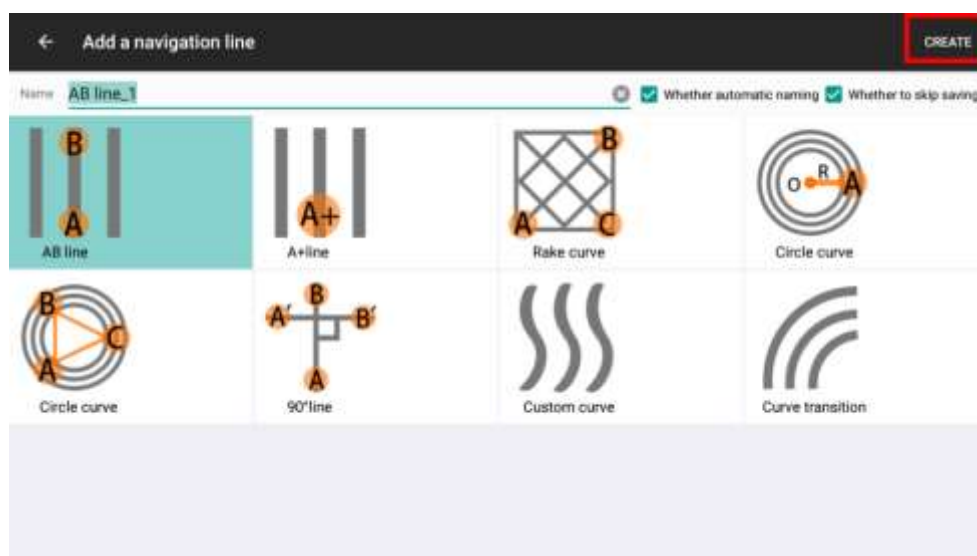 Add a navigation line
CREATE
Name AB line_1 Whether automatic naming Whether to skip saving
B
A
AB line
A+
A+line
B
A C
Rake curve
O R A
Circle curve
B
C
A
Circle curve
B
A' B'
A
90°line
Custom curve
Curve transition